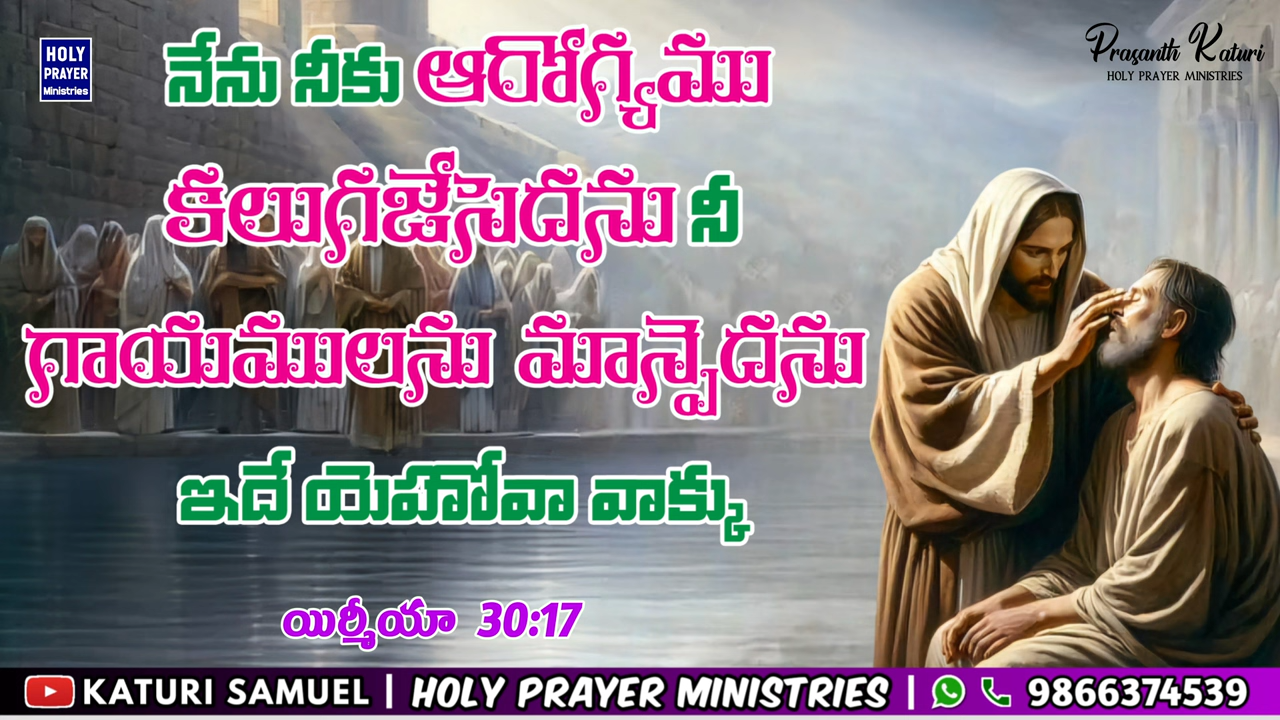 HOLY
PRAYER
Ministries
Prasanth Katuri
HOLY PRAYER MINISTRIES
నేను నీకు ఆరోగ్యము
కలుగజేసెదను నీ
గాయములను మాన్పెదను
ఇదే యెహోవా వాక్కు
యిర్మీయా 30:17
KATURI SAMUEL | HOLY PRAYER MINISTRIES | 9866374539